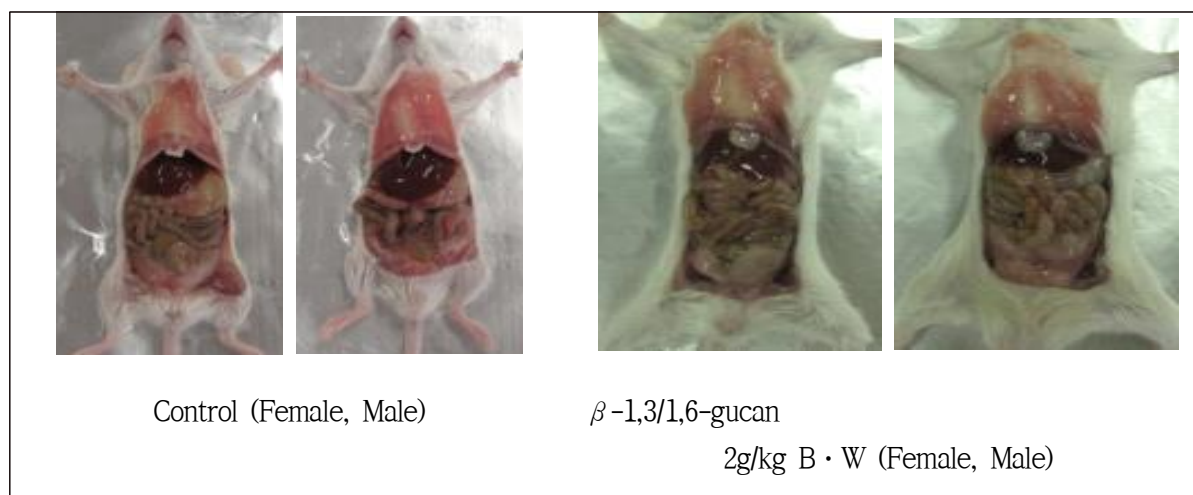 Control (Female, Male)
β-1,3/1,6-gucan
2g/kg B·W (Female, Male)